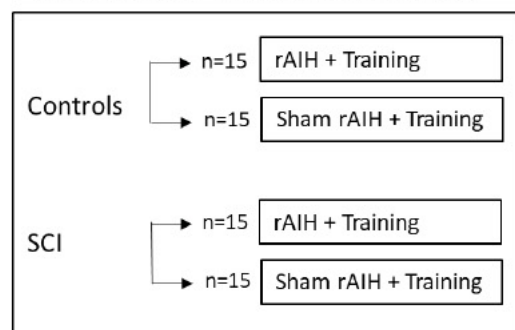 n=15 rAIH + Training
Controls
n=15 Sham rAIH + Training
n=15 rAIH + Training
SCI
n=15 Sham rAIH + Training